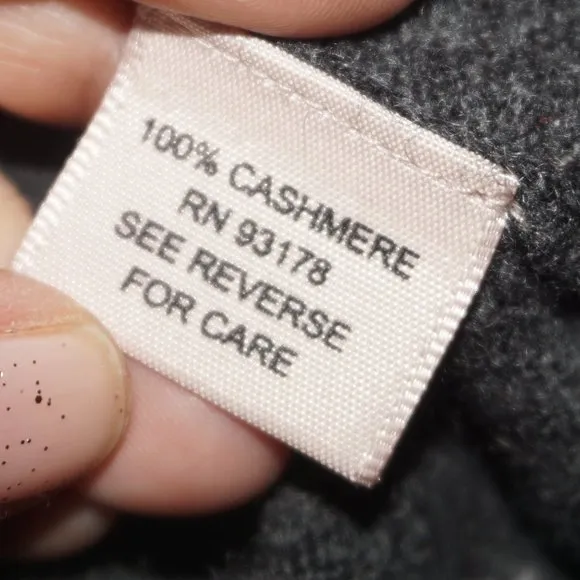 100% CASHMERE
RN 93178
SEE REVERSE
FOR CARE